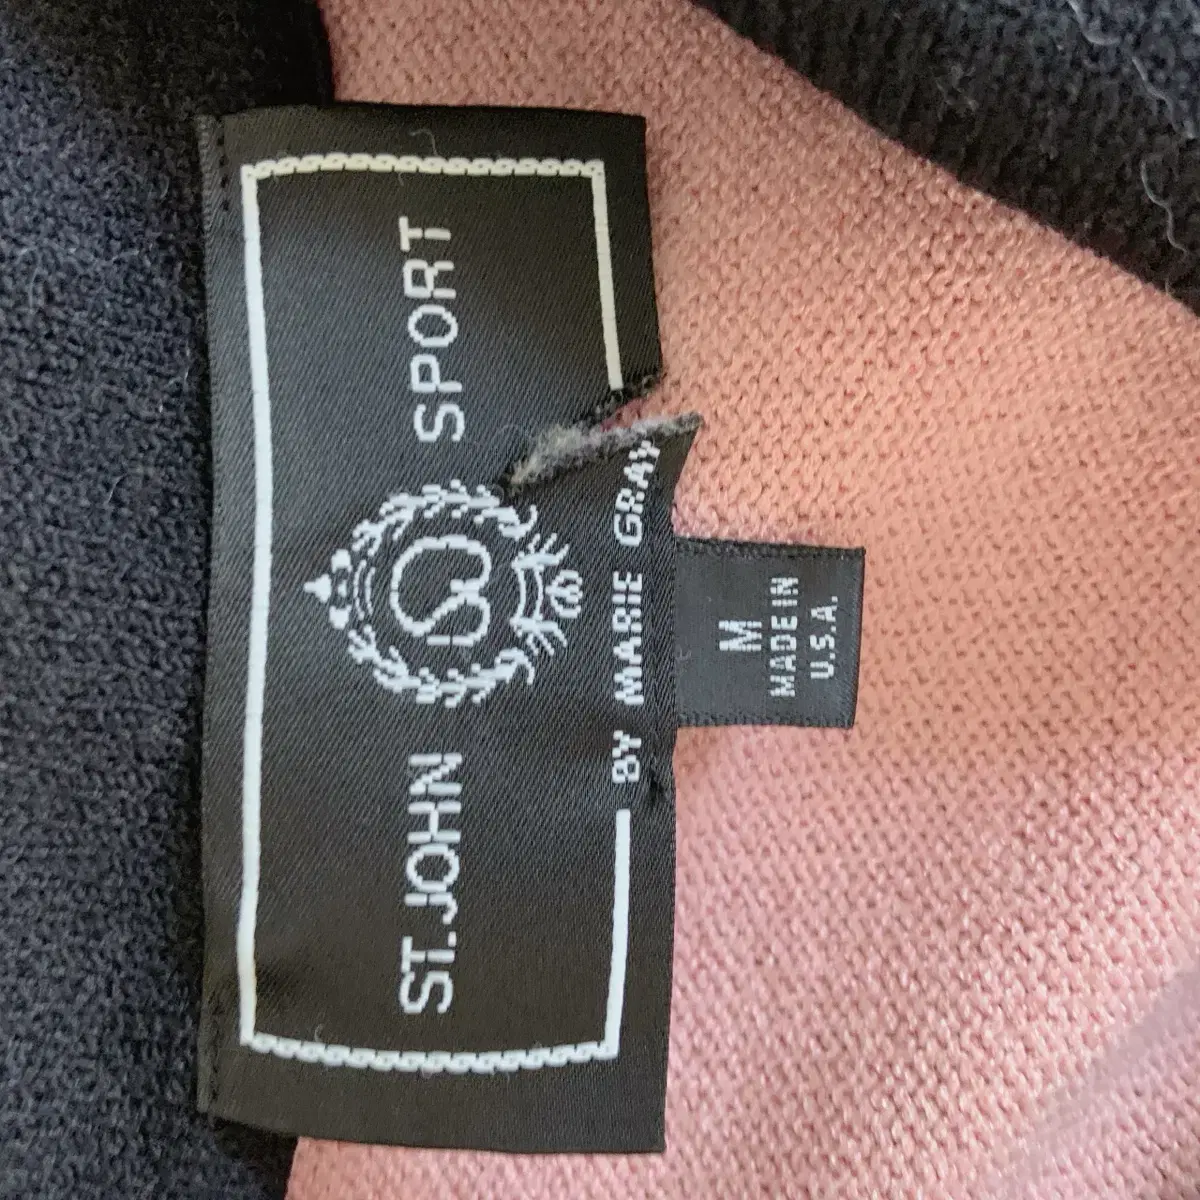 ST.JOHN SPORT
BY MARIE GRAY
M
MADE IN
U.S.A.